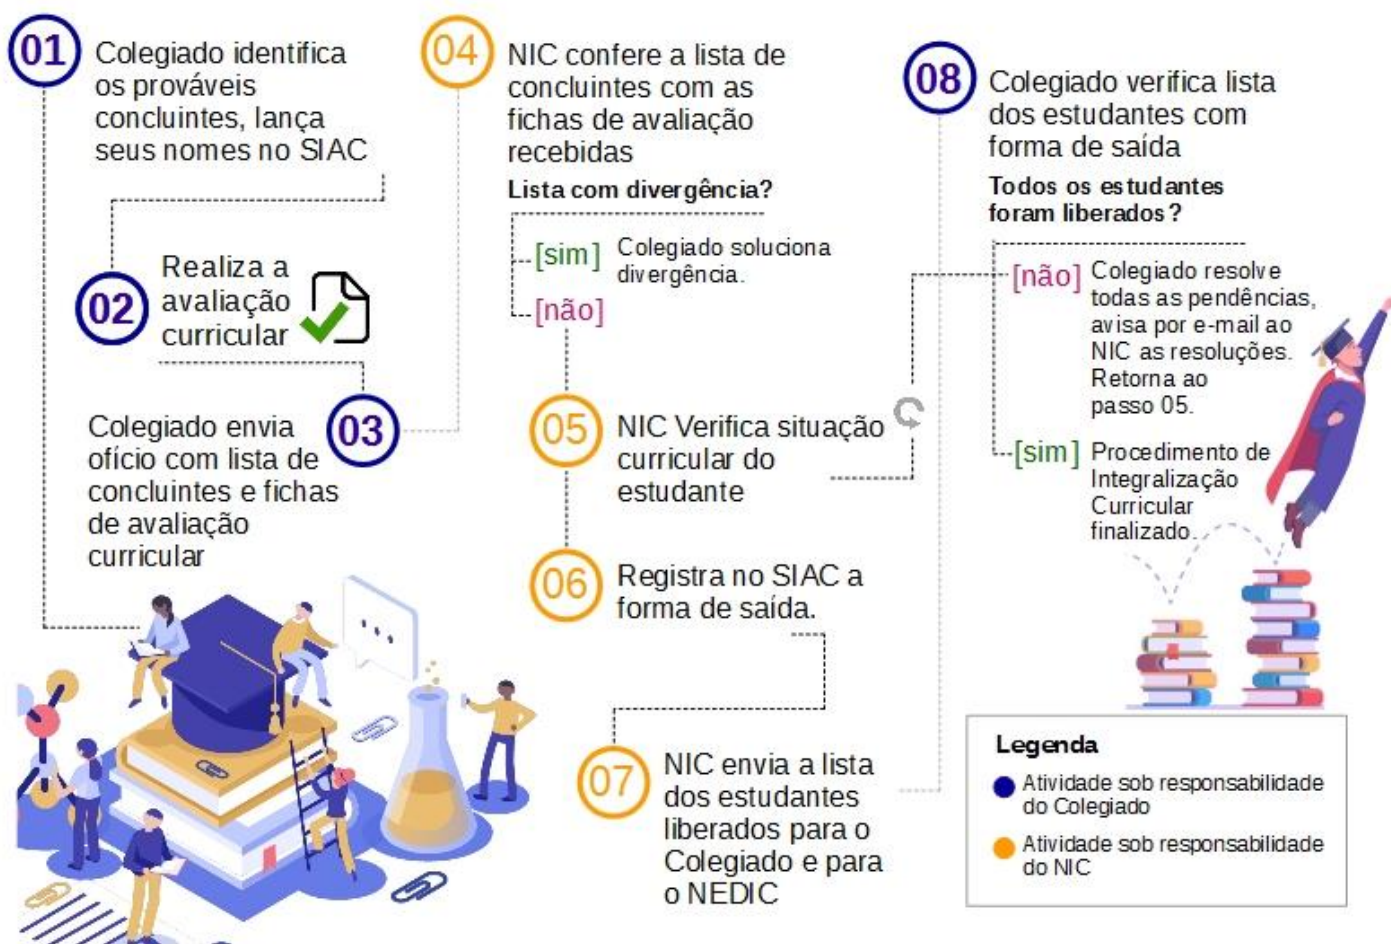 01
Colegiado identifica
os prováveis
concluintes, lança
seus nomes no SIAC
02
Realiza a
avaliação
curricular
03
Colegiado envia
ofício com lista de
concluintes e fichas
de avaliação
curricular
04
NIC confere a lista de
concluintes com as
fichas de avaliação
recebidas
Lista com divergência?
[sim] Colegiado soluciona
divergência.
[não]
05
NIC Verifica situação
curricular do
estudante
06
Registra no SIAC a
forma de saída.
07
NIC envia a lista
dos estudantes
liberados para o
Colegiado e para
o NEDIC
08
Colegiado verifica lista
dos estudantes com
forma de saída
Todos os estudantes
foram liberados?
[não] Colegiado resolve
todas as pendências,
avisa por e-mail ao
NIC as resoluções.
Retorna ao
passo 05.
[sim] Procedimento de
Integralização
Curricular
finalizado.
Legenda
Atividade sob responsabilidade
do Colegiado
Atividade sob responsabilidade
do NIC